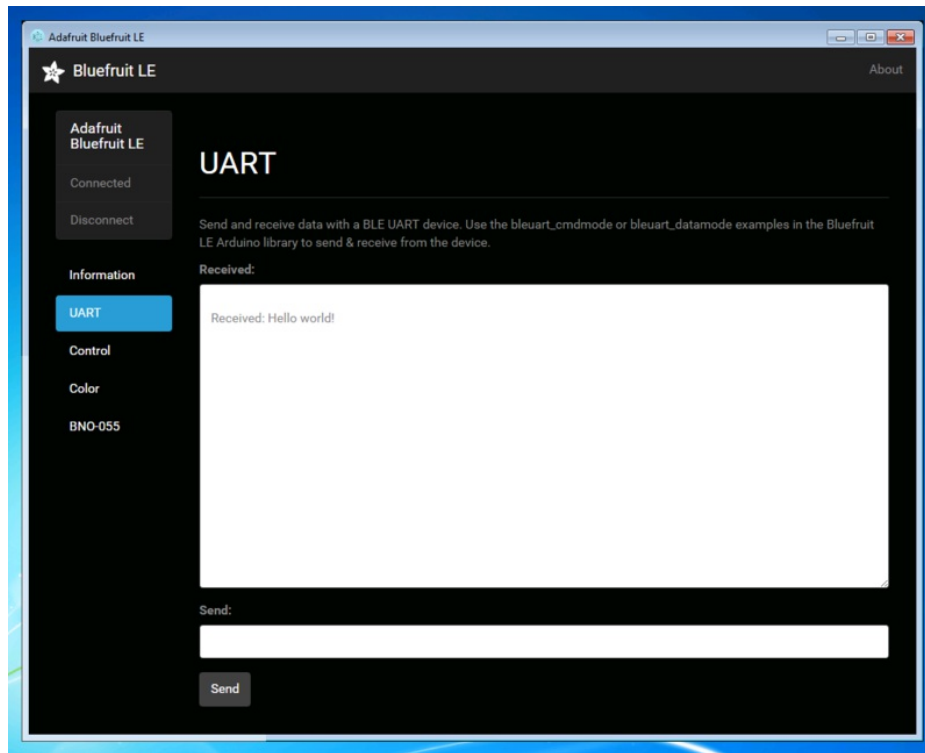 Adafruit Bluefruit LE
Bluefruit LE
About
Adafruit
Bluefruit LE
Connected
Disconnect
Information
UART
Control
Color
BNO-055
UART
Send and receive data with a BLE UART device. Use the bleuart_cmdmode or bleuart_datamode examples in the Bluefruit
LE Arduino library to send & receive from the device.
Received:
Received: Hello world!
Send:
Send